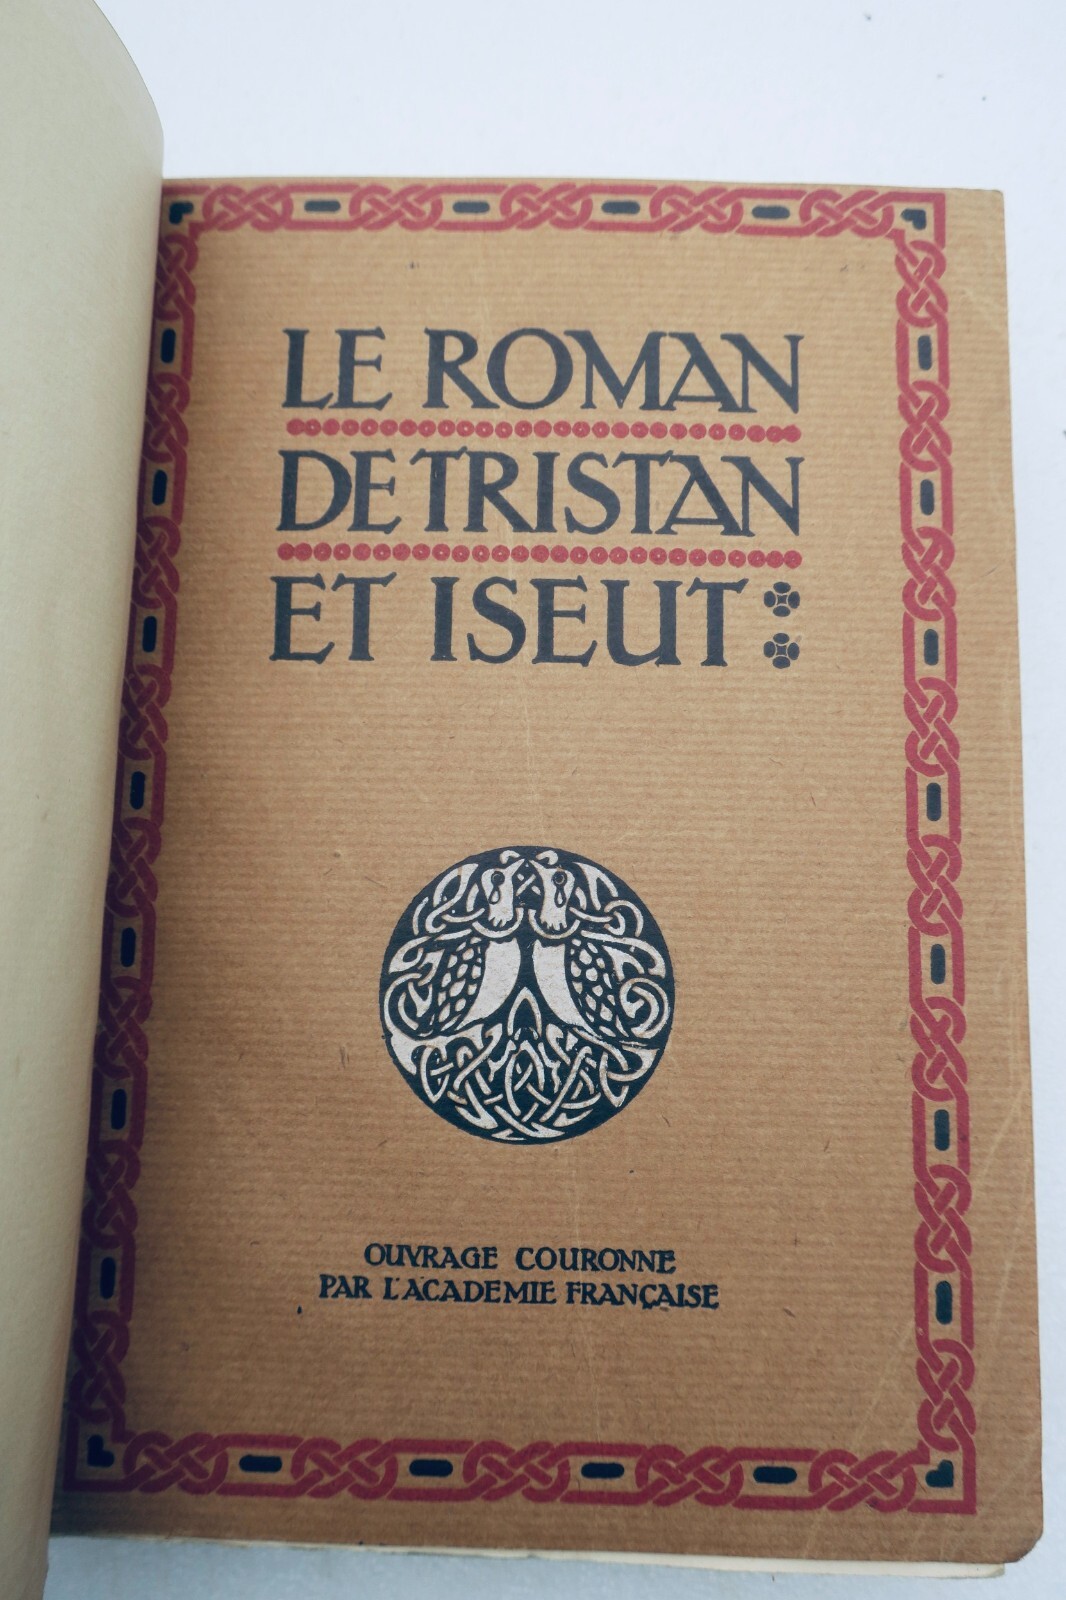 LE ROMAN
DE TRISTAN
ET ISEUT
OUVRAGE COURONNE
PAR L'ACADEMIE FRANÇAISE